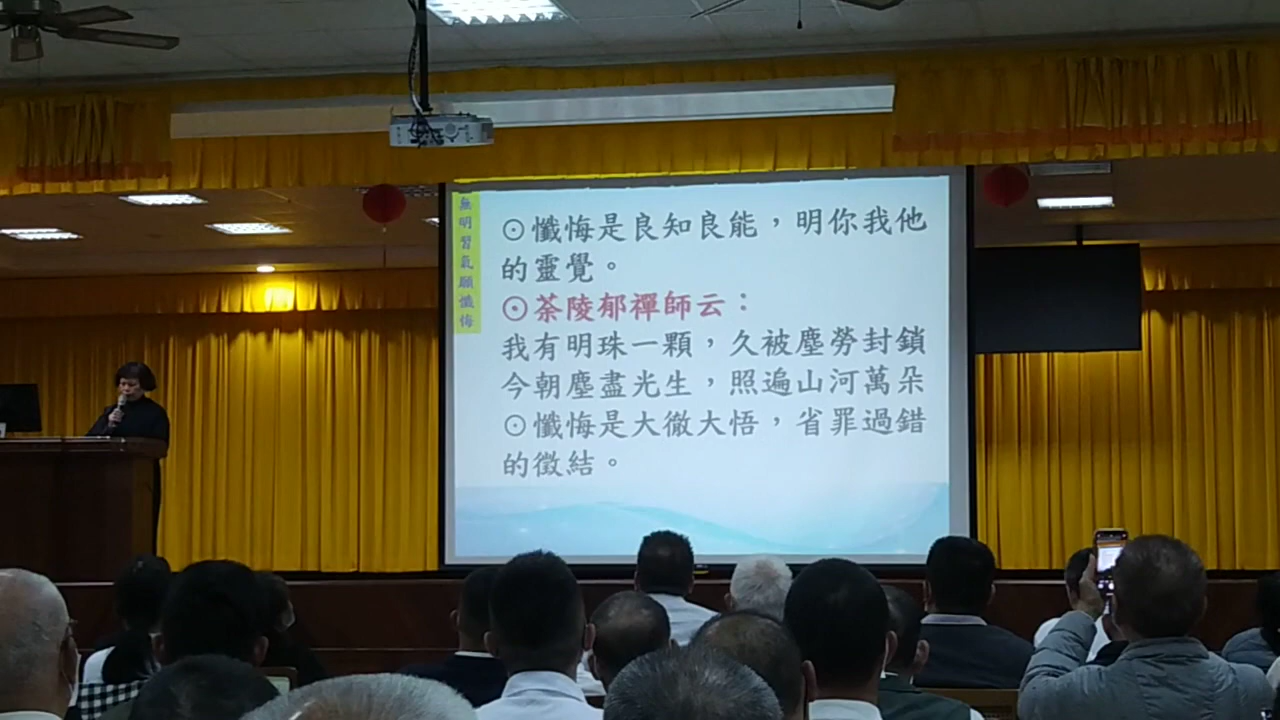 無明習氣願懺悔
⊙懺悔是良知良能，明你我他
的靈覺。
⊙茶陵郁禪師云：
我有明珠一顆，久被塵勞封鎖
今朝塵盡光生，照遍山河萬朵
⊙懺悔是大徹大悟，省罪過錯
的徵結。